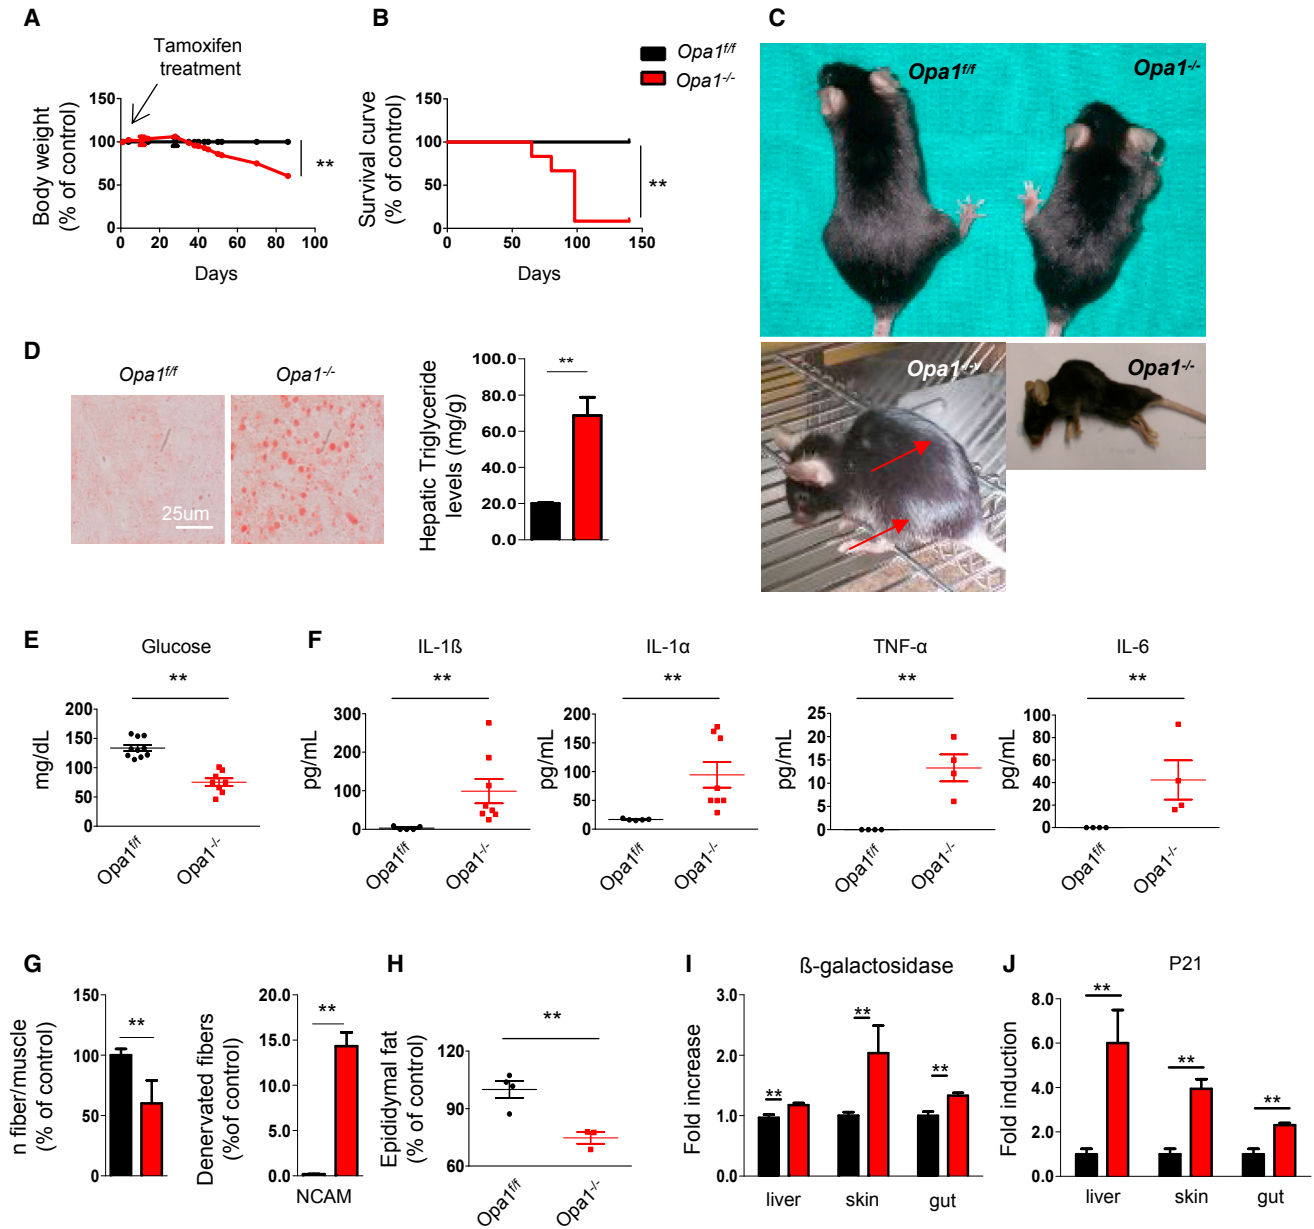 A
B
C
Tamoxifen
treatment
Opa1f/f
Opa1-/-
Body weight
(% of control)
150
100
50
0
0 20 40 60 80 100
Days
**
Survival curve
(% of control)
150
100
50
0
0 50 100 150
Days
**
Opa1f/f
Opa1-/-
Opa1-/-
Opa1-/-
D
Opa1f/f
Opa1-/-
25um
Hepatic Triglyceride
levels (mg/g)
100.0
80.0
60.0
40.0
20.0
0.0
**
E
Glucose
**
mg/dL
200
150
100
50
0
Opa1f/f
Opa1-/-
F
IL-1ß
**
pg/mL
300
200
100
0
Opa1f/f
Opa1-/-
IL-1α
**
pg/mL
200
150
100
50
0
Opa1f/f
Opa1-/-
TNF-α
**
pg/mL
25
20
15
10
5
0
Opa1f/f
Opa1-/-
IL-6
**
pg/mL
100
80
60
40
20
0
Opa1f/f
Opa1-/-
G
n fiber/muscle
(% of control)
150
100
50
0
**
Denervated fibers
(%of control)
20.0
15.0
10.0
5.0
0.0
**
NCAM
H
Epididymal fat
(% of control)
120
90
60
**
Opa1f/f
Opa1-/-
I
ß-galactosidase
Fold increase
3.0
2.0
1.0
0.0
**
**
**
liver skin gut
J
P21
Fold induction
8.0
6.0
4.0
2.0
0.0
**
**
**
liver skin gut